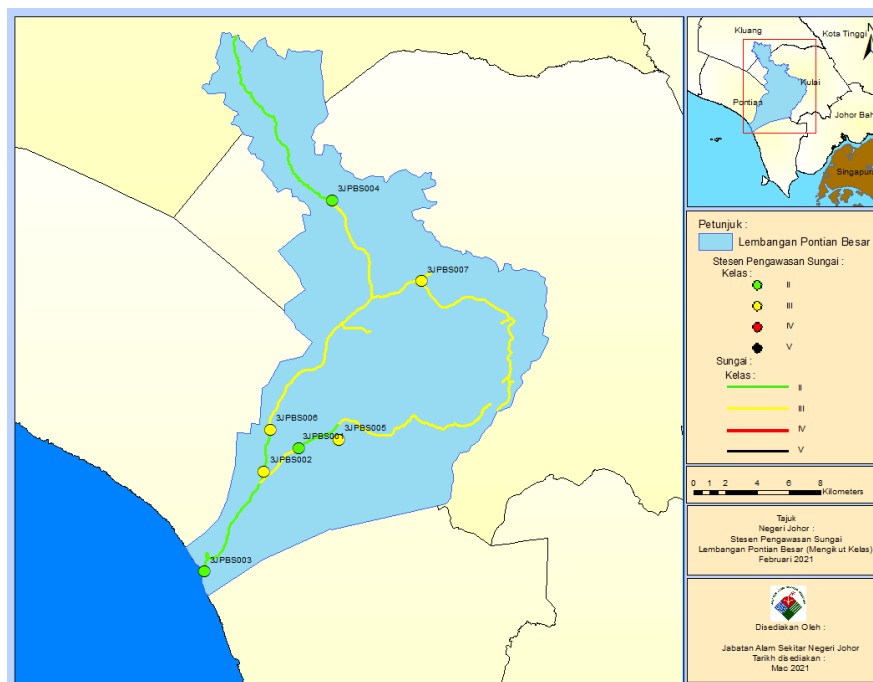 3JPBS004
3JPBS007
3JPBS006
3JPBS001
3JPBS005
3JPBS002
3JPBS003
N
Kluang
Kota Tinggi
Kulai
Pontian
Johor Bah
Singapur
Petunjuk :
Lembangan Pontian Besar
Stesen Pengawasan Sungai :
Kelas :
II
III
IV
V
Sungai :
Kelas :
II
III
IV
V
0 1 2 4 6 8
Kilometers
Tajuk
Negeri Johor :
Stesen Pengawasan Sungai
Lembangan Pontian Besar (Mengikut Kelas)
Februari 2021
Disediakan Oleh :
Jabatan Alam Sekitar Negeri Johor
Tarikh disediakan :
Mac 2021